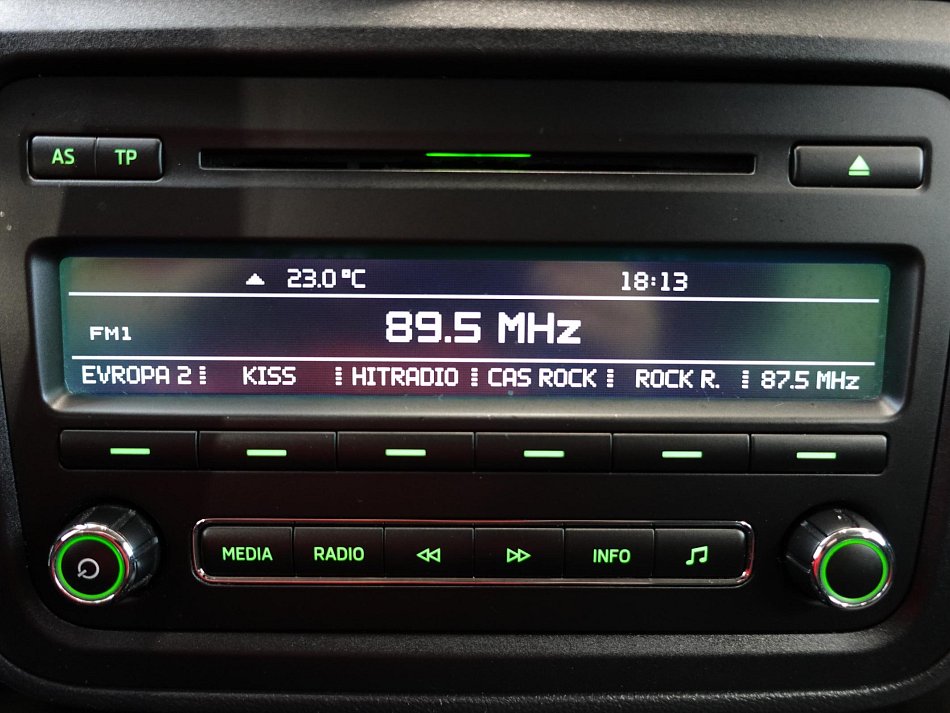 AS TP
23.0 °C 18:13
FM1 89.5 MHz
EVROPA 2 KISS HITRADIO CAS ROCK ROCK R. 87.5 MHz
MEDIA RADIO INFO